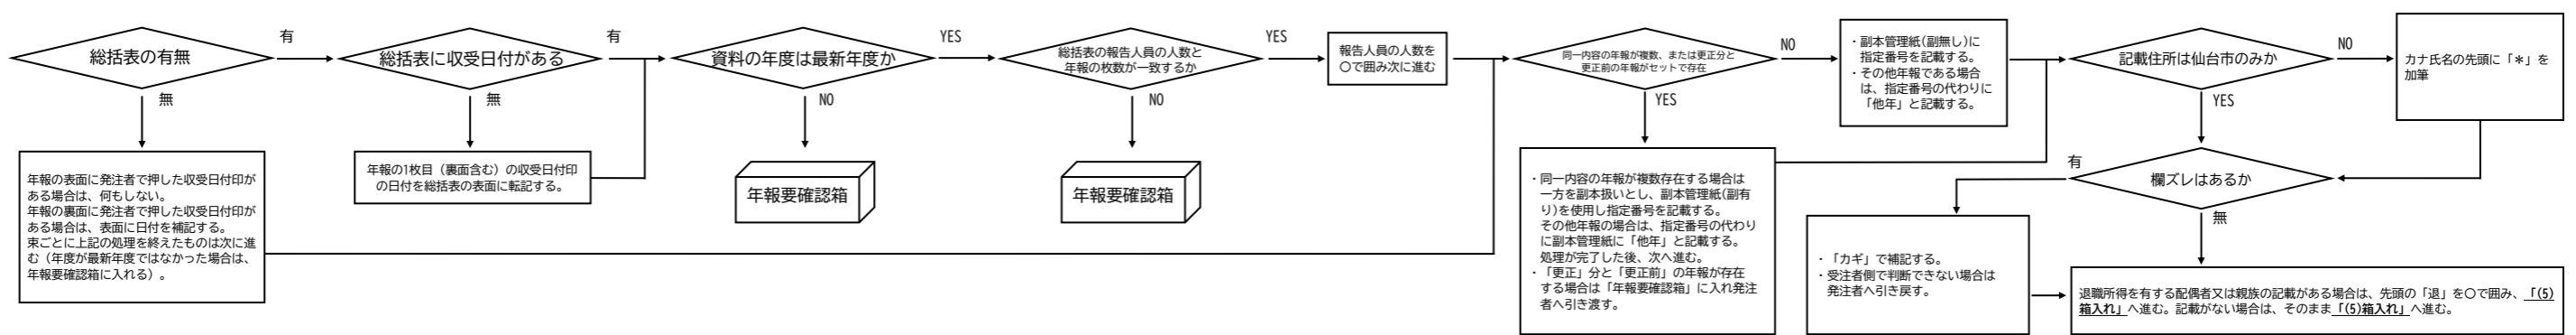 総括表の有無
有
無
年報の表面に発注者で押した収受日付印が
ある場合は、何もしない。
年報の裏面に発注者で押した収受日付印が
ある場合は、表面に日付を補記する。
束ごとに上記の処理を終えたものは次に進
む（年度が最新年度ではなかった場合は、
年報要確認箱に入れる）。
総括表に収受日付がある
有
無
年報の1枚目（裏面含む）の収受日付印
の日付を総括表の表面に転記する。
資料の年度は最新年度か
YES
NO
年報要確認箱
総括表の報告人員の人数と
年報の枚数が一致するか
YES
NO
年報要確認箱
報告人員の人数を
〇で囲み次に進む
同一内容の年報が複数、または更正分と
更正前の年報がセットで存在
NO
YES
・同一内容の年報が複数存在する場合は
一方を副本扱いとし、副本管理紙(副有
り)を使用し指定番号を記載する。
その他年報の場合は、指定番号の代わり
に副本管理紙に「他年」と記載する。
処理が完了した後、次へ進む。
・「更正」分と「更正前」の年報が存在
する場合は「年報要確認箱」に入れ発注
者へ引き渡す。
・副本管理紙(副無し)に
指定番号を記載する。
・その他年報である場合
は、指定番号の代わりに
「他年」と記載する。
記載住所は仙台市のみか
NO
YES
カナ氏名の先頭に「＊」を
加筆
欄ズレはあるか
有
無
・「カギ」で補記する。
・受注者側で判断できない場合は
発注者へ引き戻す。
退職所得を有する配偶者又は親族の記載がある場合は、先頭の「退」を〇で囲み、「(5)
箱入れ」へ進む。記載がない場合は、そのまま「(5)箱入れ」へ進む。